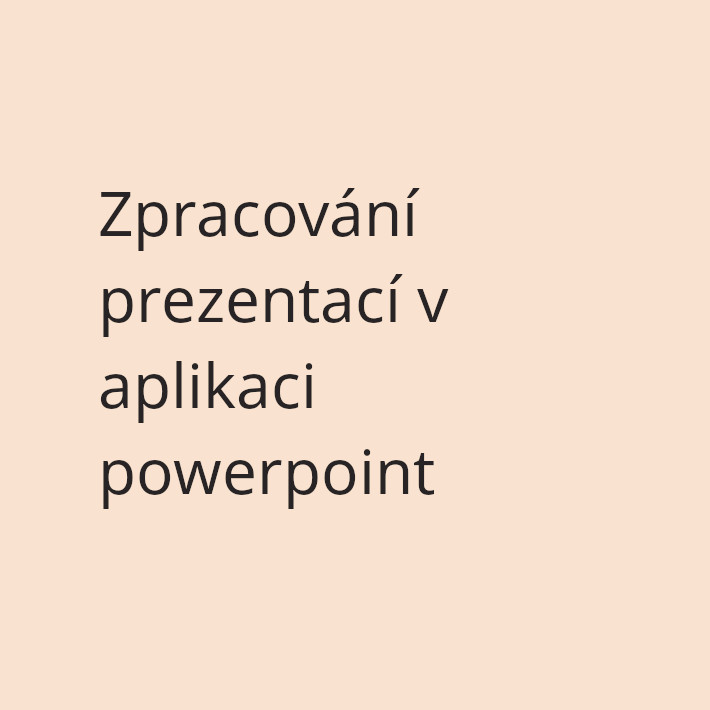 Zpracování
prezentací v
aplikaci
powerpoint